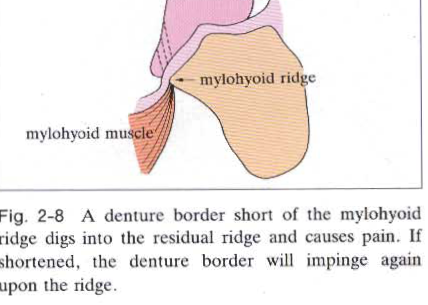 mylohyoid ridge
mylohyoid muscle
Fig. 2-8 A denture border short of the mylohyoid
ridge digs into the residual ridge and causes pain. If
shortened, the denture border will impinge again
upon the ridge.